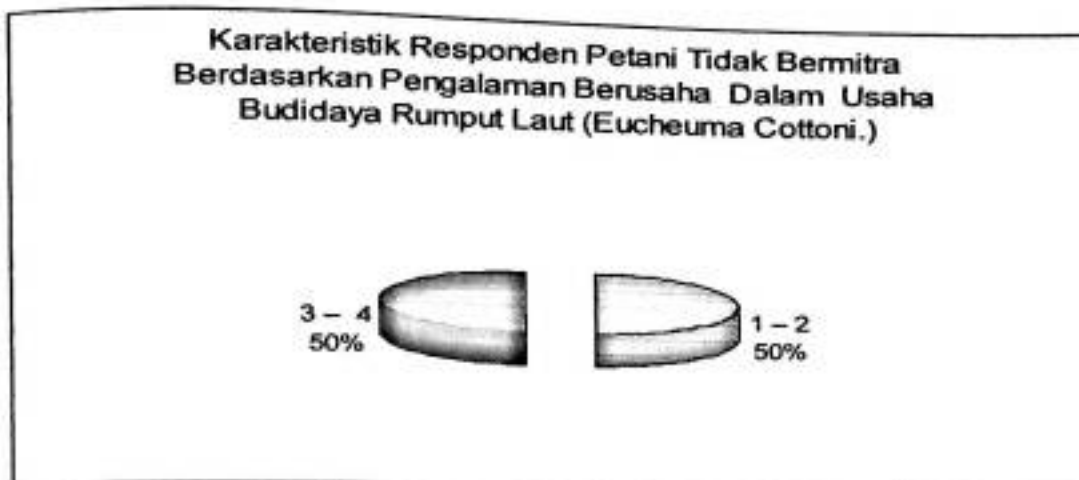 Karakteristik Responden Petani Tidak Bermitra
Berdasarkan Pengalaman Berusaha Dalam Usaha
Budidaya Rumput Laut (Eucheuma Cottoni.)
3 – 4
50%
1 – 2
50%